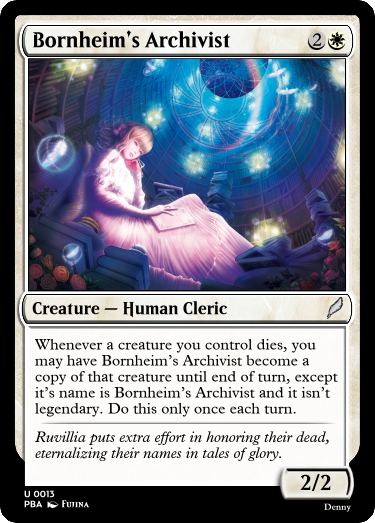 Bornheim's Archivist 2
Creature — Human Cleric
Whenever a creature you control dies, you
may have Bornheim's Archivist become a
copy of that creature until end of turn, except
it's name is Bornheim's Archivist and it isn't
legendary. Do this only once each turn.
Ruvillia puts extra effort in honoring their dead,
eternalizing their names in tales of glory.
2/2
U 0013
PBA FUJINA
Denny